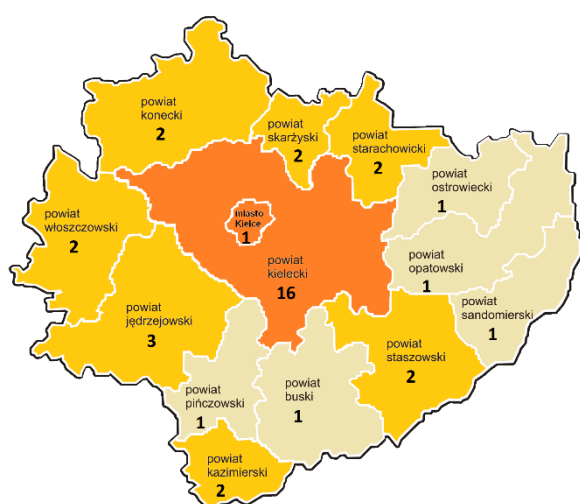 powiat
konecki
2
powiat
skarżyski
2
powiat
starachowicki
2
powiat
ostrowiecki
1
powiat
włoszczowski
2
miasto
Kielce
1
powiat
kielecki
16
powiat
opatowski
1
powiat
sandomierski
1
powiat
jędrzejowski
3
powiat
staszowski
2
powiat
pińczowski
1
powiat
buski
1
powiat
kazimierski
2